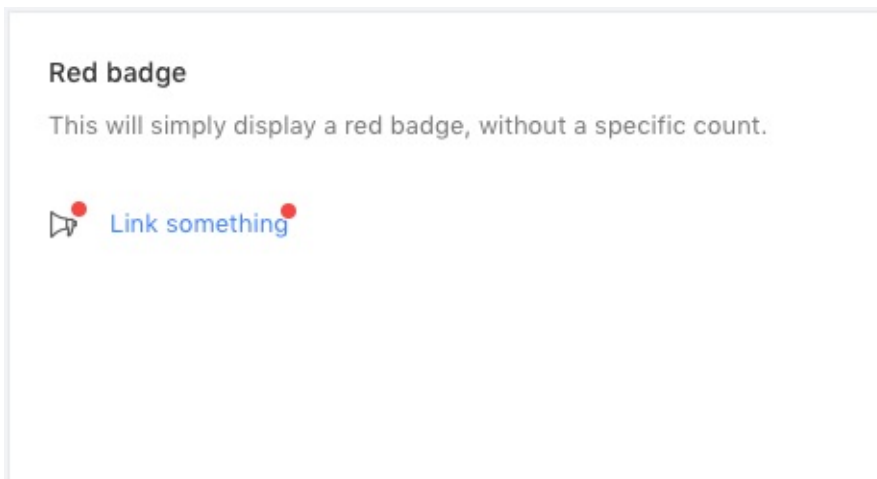 Red badge
This will simply display a red badge, without a specific count.
Link something